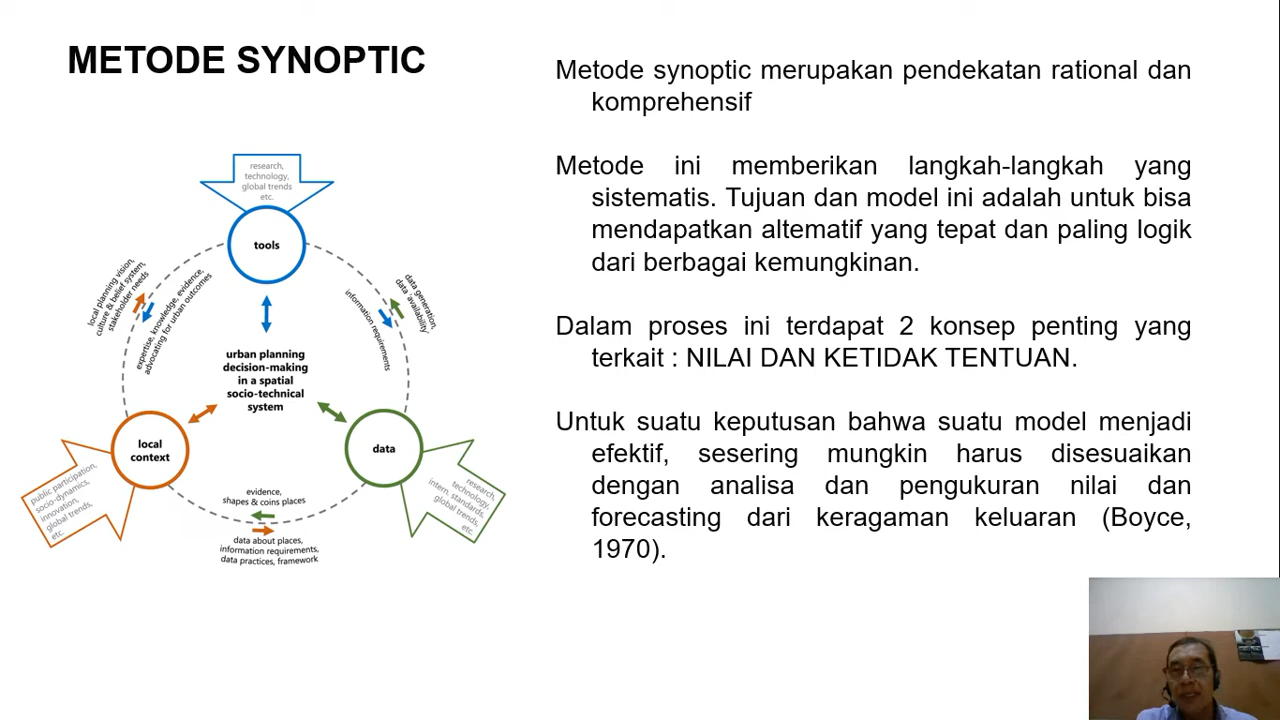 METODE SYNOPTIC
Metode synoptic merupakan pendekatan rational dan
komprehensif
Metode ini memberikan langkah-langkah yang
sistematis. Tujuan dan model ini adalah untuk bisa
mendapatkan altematif yang tepat dan paling logik
dari berbagai kemungkinan.
Dalam proses ini terdapat 2 konsep penting yang
terkait : NILAI DAN KETIDAK TENTUAN.
Untuk suatu keputusan bahwa suatu model menjadi
efektif, sesering mungkin harus disesuaikan
dengan analisa dan pengukuran nilai dan
forecasting dari keragaman keluaran (Boyce,
1970).
research,
technology,
global trends
etc.
tools
local planning vision,
culture & belief system,
stakeholder needs
expertise, knowledge, evidence,
advocating for urban outcomes
data generation,
data 'availability'
information requirements
urban planning
decision-making
in a spatial
socio-technical
system
local
context
data
public participation,
socio-dynamics,
innovation,
global trends,
etc.
research,
technology,
intern. standards,
global trends,
etc.
evidence,
shapes & coins places
data about places,
information requirements,
data practices, framework